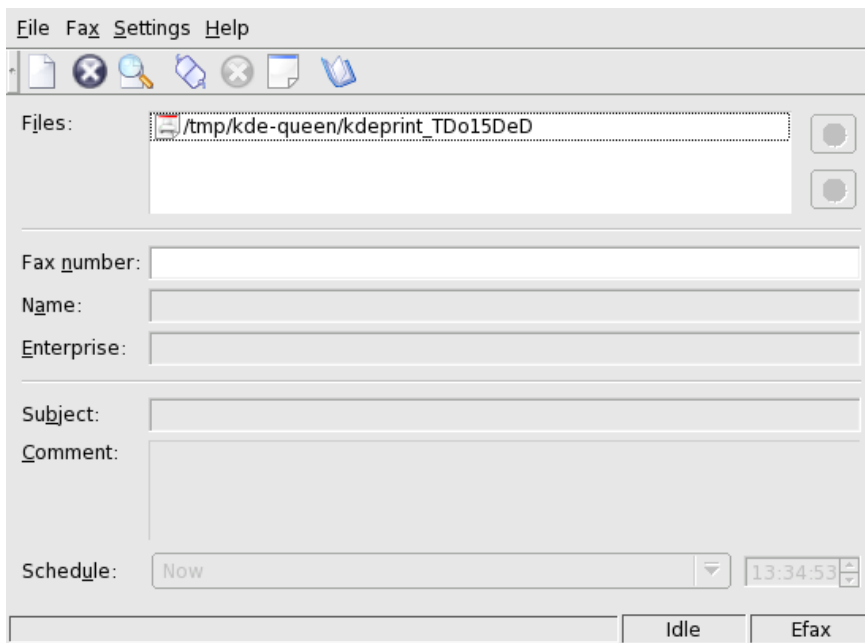 File Fax Settings Help
Files: /tmp/kde-queen/kdeprint_TDo15DeD
Fax number:
Name:
Enterprise:
Subject:
Comment:
Schedule: Now 13:34:53
Idle Efax